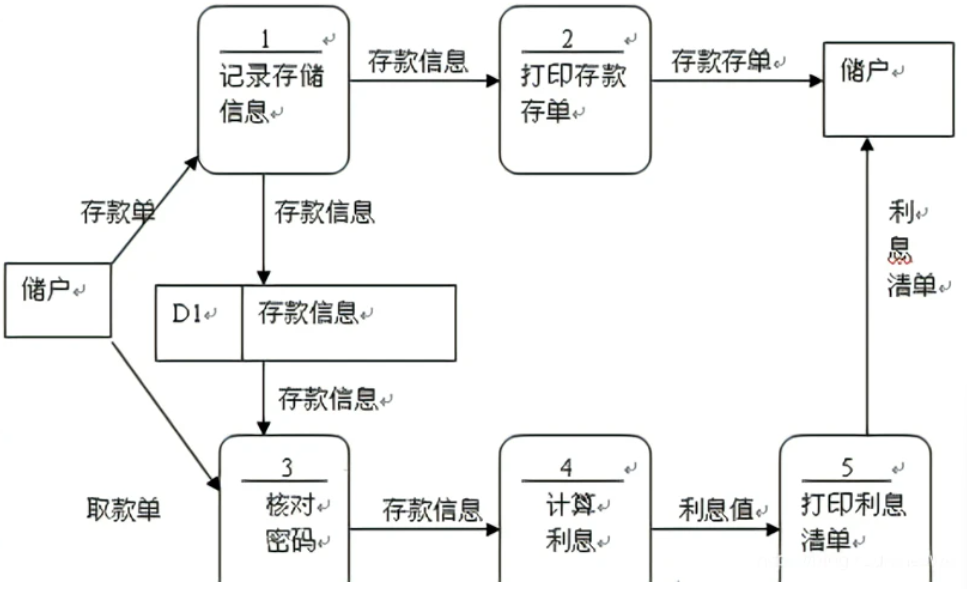 1
记录存储
信息
存款信息
2
打印存款
存单
存款存单
储户
存款单
存款信息
利
息
清单
储户
D1
存款信息
存款信息
取款单
3
核对
密码
存款信息
4
计算
利息
利息值
5
打印利息
清单